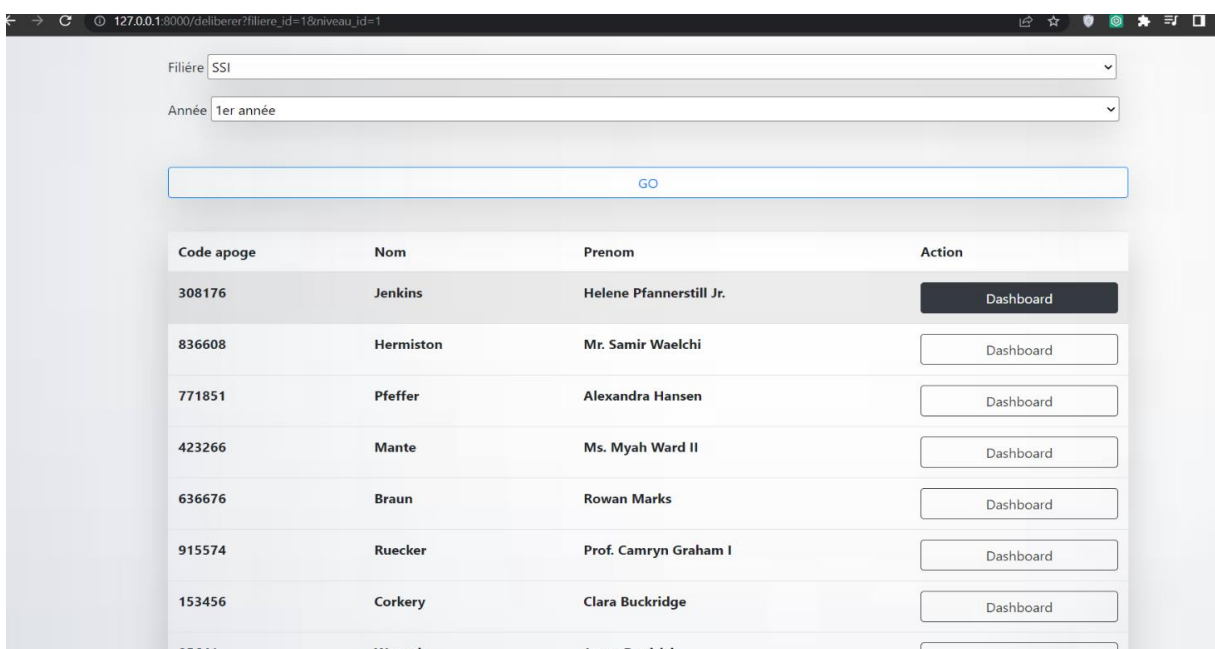 127.0.0.1:8000/deliberer?filiere_id=1&niveau_id=1
Filiére SSI
Année 1er année
GO
Code apoge Nom Prenom Action
308176 Jenkins Helene Pfannerstill Jr. Dashboard
836608 Hermiston Mr. Samir Waelchi Dashboard
771851 Pfeffer Alexandra Hansen Dashboard
423266 Mante Ms. Myah Ward II Dashboard
636676 Braun Rowan Marks Dashboard
915574 Ruecker Prof. Camryn Graham I Dashboard
153456 Corkery Clara Buckridge Dashboard